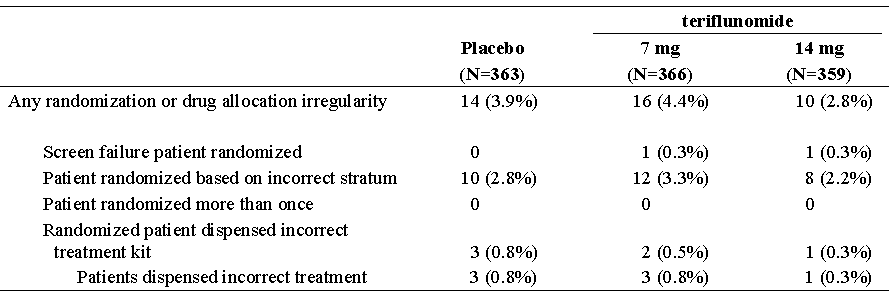 teriflunomide
Placebo 7 mg 14 mg
(N=363) (N=366) (N=359)
Any randomization or drug allocation irregularity 14 (3.9%) 16 (4.4%) 10 (2.8%)
Screen failure patient randomized 0 1 (0.3%) 1 (0.3%)
Patient randomized based on incorrect stratum 10 (2.8%) 12 (3.3%) 8 (2.2%)
Patient randomized more than once 0 0 0
Randomized patient dispensed incorrect
treatment kit 3 (0.8%) 2 (0.5%) 1 (0.3%)
Patients dispensed incorrect treatment 3 (0.8%) 3 (0.8%) 1 (0.3%)